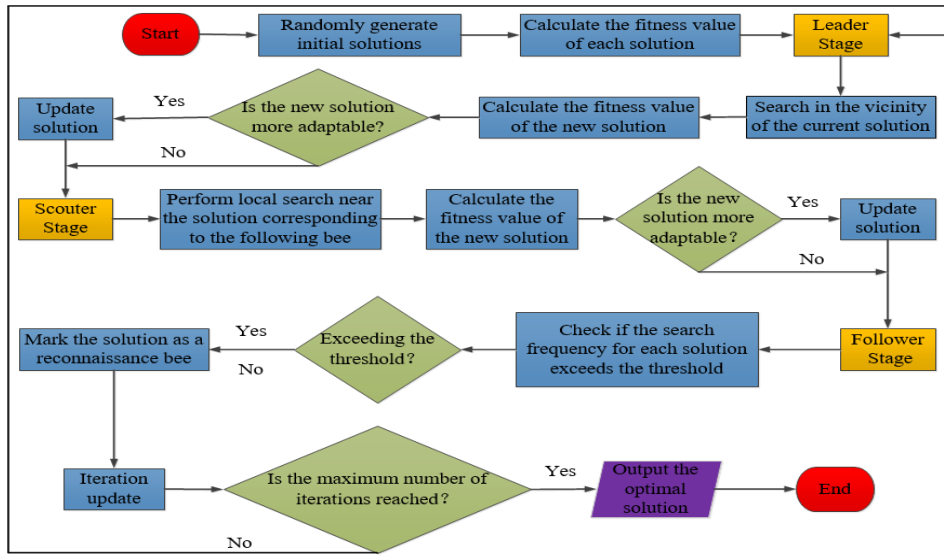 Start
Randomly generate
initial solutions
Calculate the fitness value
of each solution
Leader
Stage
Search in the vicinity
of the current solution
Calculate the fitness value
of the new solution
Is the new solution
more adaptable?
Yes
No
Update
solution
Scouter
Stage
Perform local search near
the solution corresponding
to the following bee
Calculate the
fitness value of
the new solution
Is the new
solution more
adaptable?
Yes
No
Update
solution
Follower
Stage
Check if the search
frequency for each solution
exceeds the threshold
Exceeding the
threshold?
Yes
No
Mark the solution as a
reconnaissance bee
Iteration
update
Is the maximum number of
iterations reached?
Yes
No
Output the
optimal
solution
End